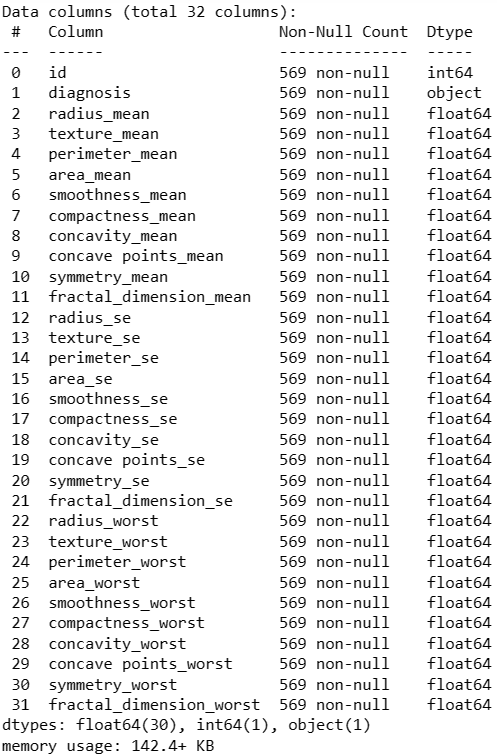 Data columns (total 32 columns):
 #   Column                   Non-Null Count  Dtype
---  ------                   --------------  -----
 0   id                       569 non-null    int64
 1   diagnosis                569 non-null    object
 2   radius_mean              569 non-null    float64
 3   texture_mean             569 non-null    float64
 4   perimeter_mean           569 non-null    float64
 5   area_mean                569 non-null    float64
 6   smoothness_mean          569 non-null    float64
 7   compactness_mean         569 non-null    float64
 8   concavity_mean           569 non-null    float64
 9   concave points_mean      569 non-null    float64
 10  symmetry_mean            569 non-null    float64
 11  fractal_dimension_mean   569 non-null    float64
 12  radius_se                569 non-null    float64
 13  texture_se               569 non-null    float64
 14  perimeter_se             569 non-null    float64
 15  area_se                  569 non-null    float64
 16  smoothness_se            569 non-null    float64
 17  compactness_se           569 non-null    float64
 18  concavity_se             569 non-null    float64
 19  concave points_se        569 non-null    float64
 20  symmetry_se              569 non-null    float64
 21  fractal_dimension_se     569 non-null    float64
 22  radius_worst             569 non-null    float64
 23  texture_worst            569 non-null    float64
 24  perimeter_worst          569 non-null    float64
 25  area_worst               569 non-null    float64
 26  smoothness_worst         569 non-null    float64
 27  compactness_worst        569 non-null    float64
 28  concavity_worst          569 non-null    float64
 29  concave points_worst     569 non-null    float64
 30  symmetry_worst           569 non-null    float64
 31  fractal_dimension_worst  569 non-null    float64
dtypes: float64(30), int64(1), object(1)
memory usage: 142.4+ KB